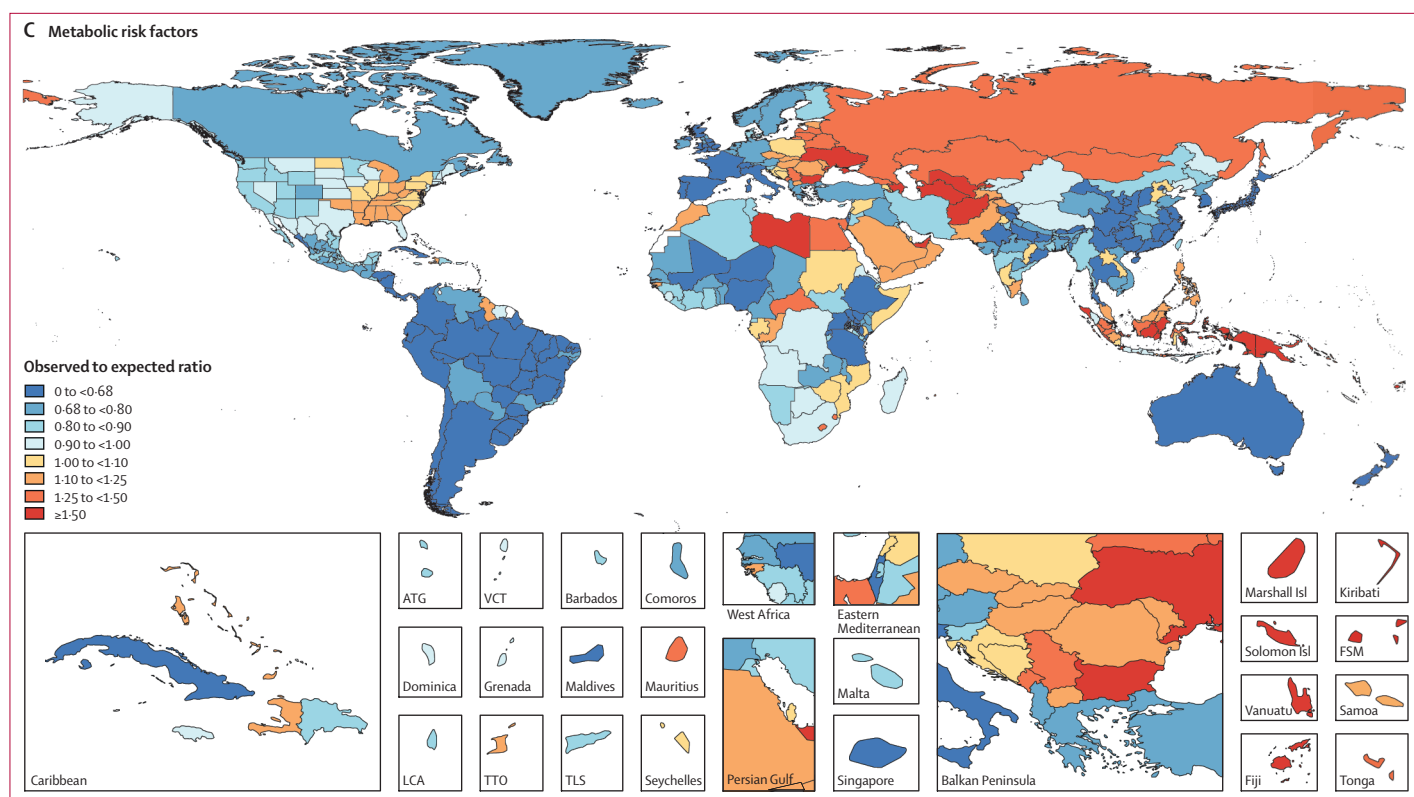 C Metabolic risk factors
Observed to expected ratio
0 to <0·68
0·68 to <0·80
0·80 to <0·90
0·90 to <1·00
1·00 to <1·10
1·10 to <1·25
1·25 to <1·50
≥1·50
Caribbean
ATG
VCT
Barbados
Comoros
Dominica
Grenada
Maldives
Mauritius
LCA
TTO
TLS
Seychelles
West Africa
Eastern
Mediterranean
Persian Gulf
Malta
Singapore
Balkan Peninsula
Marshall Isl
Kiribati
Solomon Isl
FSM
Vanuatu
Samoa
Fiji
Tonga